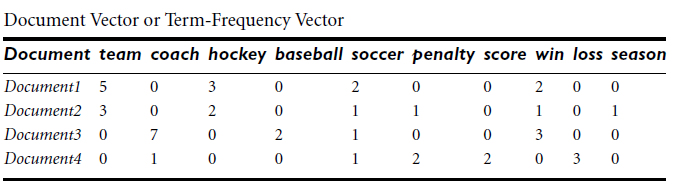 Document Vector or Term-Frequency Vector
Document team coach hockey baseball soccer penalty score win loss season
Document1 5 0 3 0 2 0 0 2 0 0
Document2 3 0 2 0 1 1 0 1 0 1
Document3 0 7 0 2 1 0 0 3 0 0
Document4 0 1 0 0 1 2 2 0 3 0